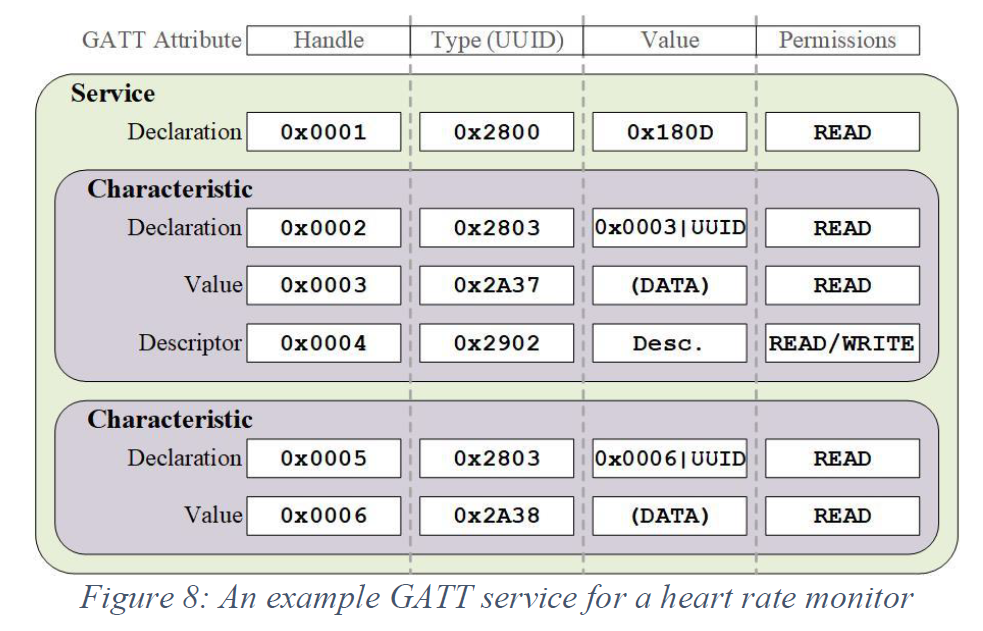 GATT Attribute Handle Type (UUID) Value Permissions
Service
Declaration 0x0001 0x2800 0x180D READ
Characteristic
Declaration 0x0002 0x2803 0x0003|UUID READ
Value 0x0003 0x2A37 (DATA) READ
Descriptor 0x0004 0x2902 Desc. READ/WRITE
Characteristic
Declaration 0x0005 0x2803 0x0006|UUID READ
Value 0x0006 0x2A38 (DATA) READ
Figure 8: An example GATT service for a heart rate monitor